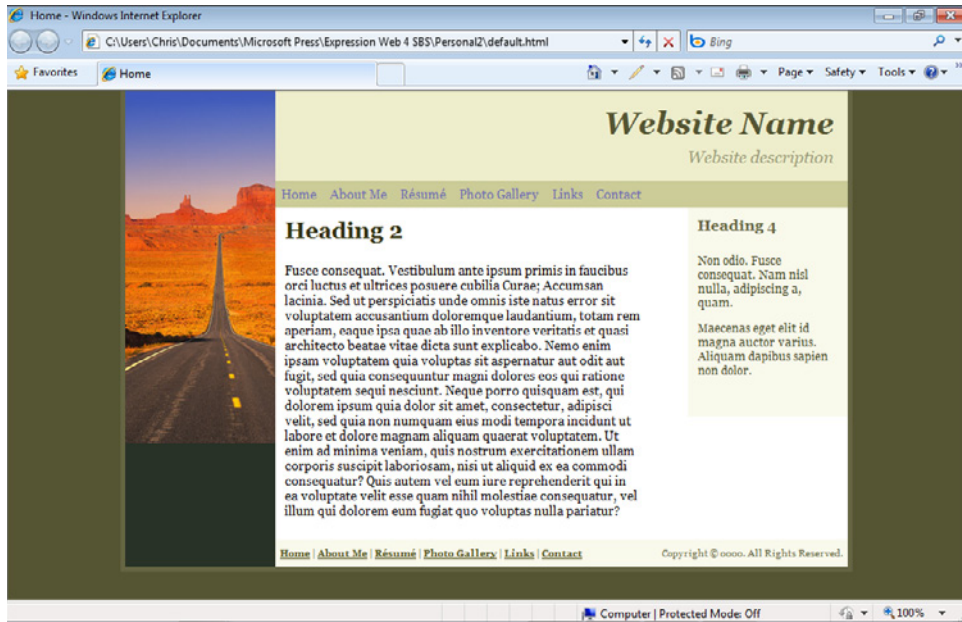 Home - Windows Internet Explorer
C:\Users\Chris\Documents\Microsoft Press\Expression Web 4 SBS\Personal2\default.html
Bing
Favorites
Home
Page
Safety
Tools
Website Name
Website description
Home About Me Résumé Photo Gallery Links Contact
Heading 2
Fusce consequat. Vestibulum ante ipsum primis in faucibus
orci luctus et ultrices posuere cubilia Curae; Accumsan
lacinia. Sed ut perspiciatis unde omnis iste natus error sit
voluptatem accusantium doloremque laudantium, totam rem
aperiam, eaque ipsa quae ab illo inventore veritatis et quasi
architecto beatae vitae dicta sunt explicabo. Nemo enim
ipsam voluptatem quia voluptas sit aspernatur aut odit aut
fugit, sed quia consequuntur magni dolores eos qui ratione
voluptatem sequi nesciunt. Neque porro quisquam est, qui
dolorem ipsum quia dolor sit amet, consectetur, adipisci
velit, sed quia non numquam eius modi tempora incidunt ut
labore et dolore magnam aliquam quaerat voluptatem. Ut
enim ad minima veniam, quis nostrum exercitationem ullam
corporis suscipit laboriosam, nisi ut aliquid ex ea commodi
consequatur? Quis autem vel eum iure reprehenderit qui in
ea voluptate velit esse quam nihil molestiae consequatur, vel
illum qui dolorem eum fugiat quo voluptas nulla pariatur?
Heading 4
Non odio. Fusce
consequat. Nam nisl
nulla, adipiscing a,
quam.
Maecenas eget elit id
magna auctor varius.
Aliquam dapibus sapien
non dolor.
Home | About Me | Résumé | Photo Gallery | Links | Contact
Copyright © 0000. All Rights Reserved.
Computer | Protected Mode: Off
100%